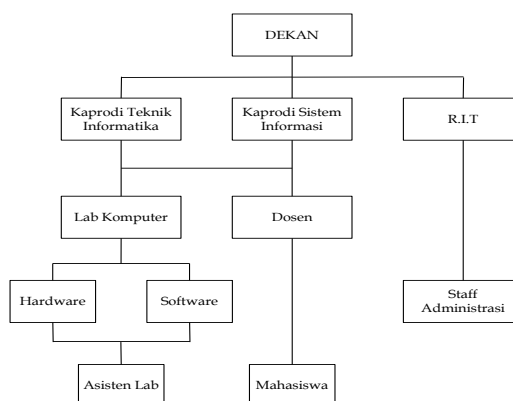 DEKAN
Kaprodi Teknik
Informatika
Kaprodi Sistem
Informasi
R.I.T
Lab Komputer
Dosen
Hardware
Software
Staff
Administrasi
Asisten Lab
Mahasiswa